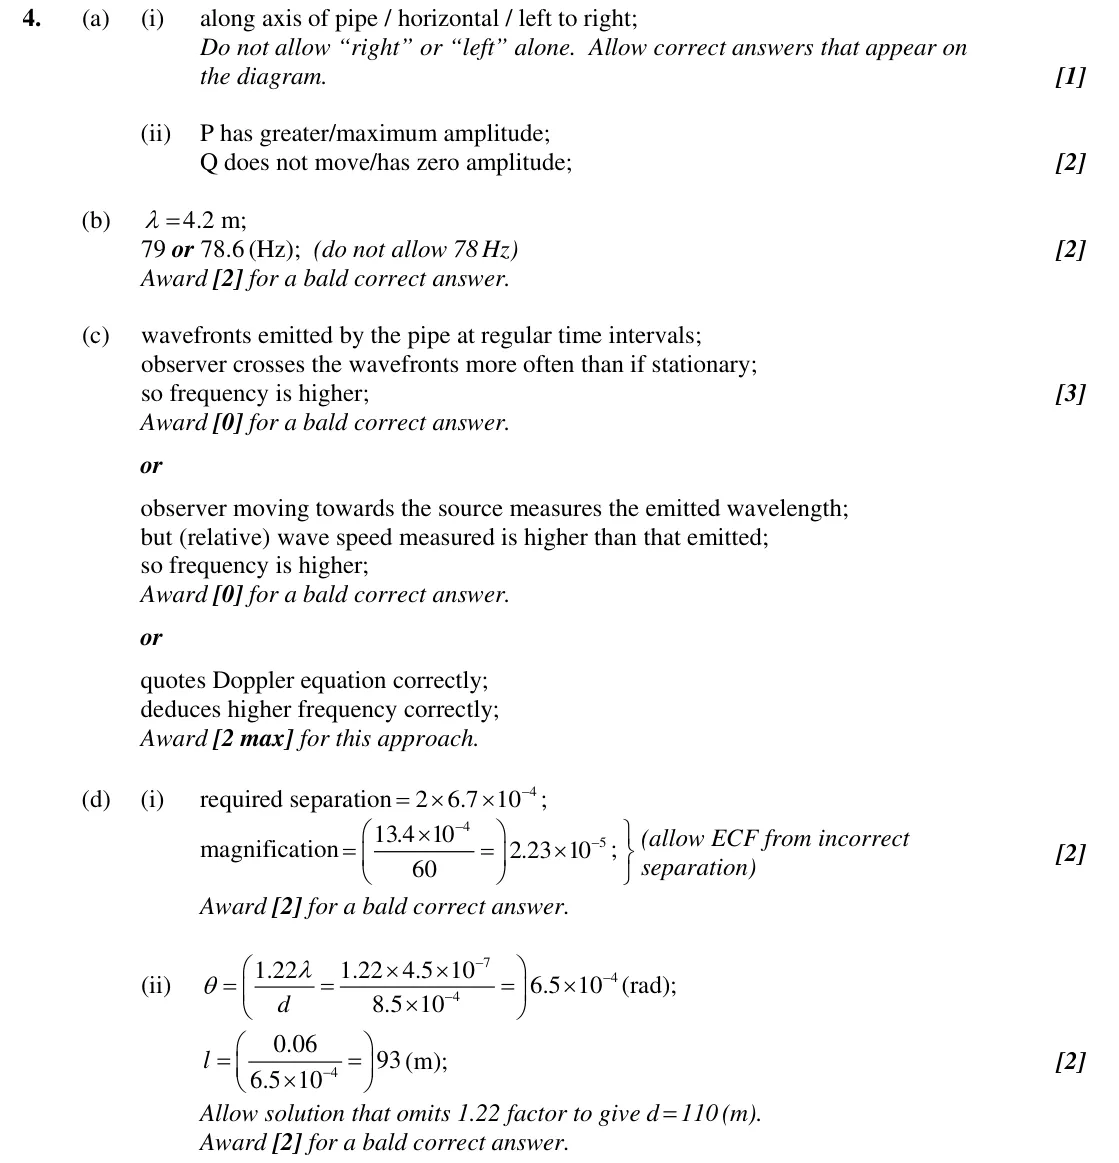 4. (a) (i) along axis of pipe / horizontal / left to right;
Do not allow “right” or “left” alone. Allow correct answers that appear on
the diagram. [1]
(ii) P has greater/maximum amplitude;
Q does not move/has zero amplitude; [2]
(b) λ = 4.2 m;
79 or 78.6 (Hz); (do not allow 78 Hz) [2]
Award [2] for a bald correct answer.
(c) wavefronts emitted by the pipe at regular time intervals;
observer crosses the wavefronts more often than if stationary;
so frequency is higher; [3]
Award [0] for a bald correct answer.
or
observer moving towards the source measures the emitted wavelength;
but (relative) wave speed measured is higher than that emitted;
so frequency is higher;
Award [0] for a bald correct answer.
or
quotes Doppler equation correctly;
deduces higher frequency correctly;
Award [2 max] for this approach.
(d) (i) required separation = 2×6.7×10⁻⁴;
magnification = (13.4×10⁻⁴/60 =) 2.23×10⁻⁵; } (allow ECF from incorrect separation) [2]
Award [2] for a bald correct answer.
(ii) θ = (1.22λ/d = 1.22×4.5×10⁻⁷/8.5×10⁻⁴ =) 6.5×10⁻⁴ (rad);
l = (0.06/6.5×10⁻⁴ =) 93 (m); [2]
Allow solution that omits 1.22 factor to give d = 110 (m).
Award [2] for a bald correct answer.